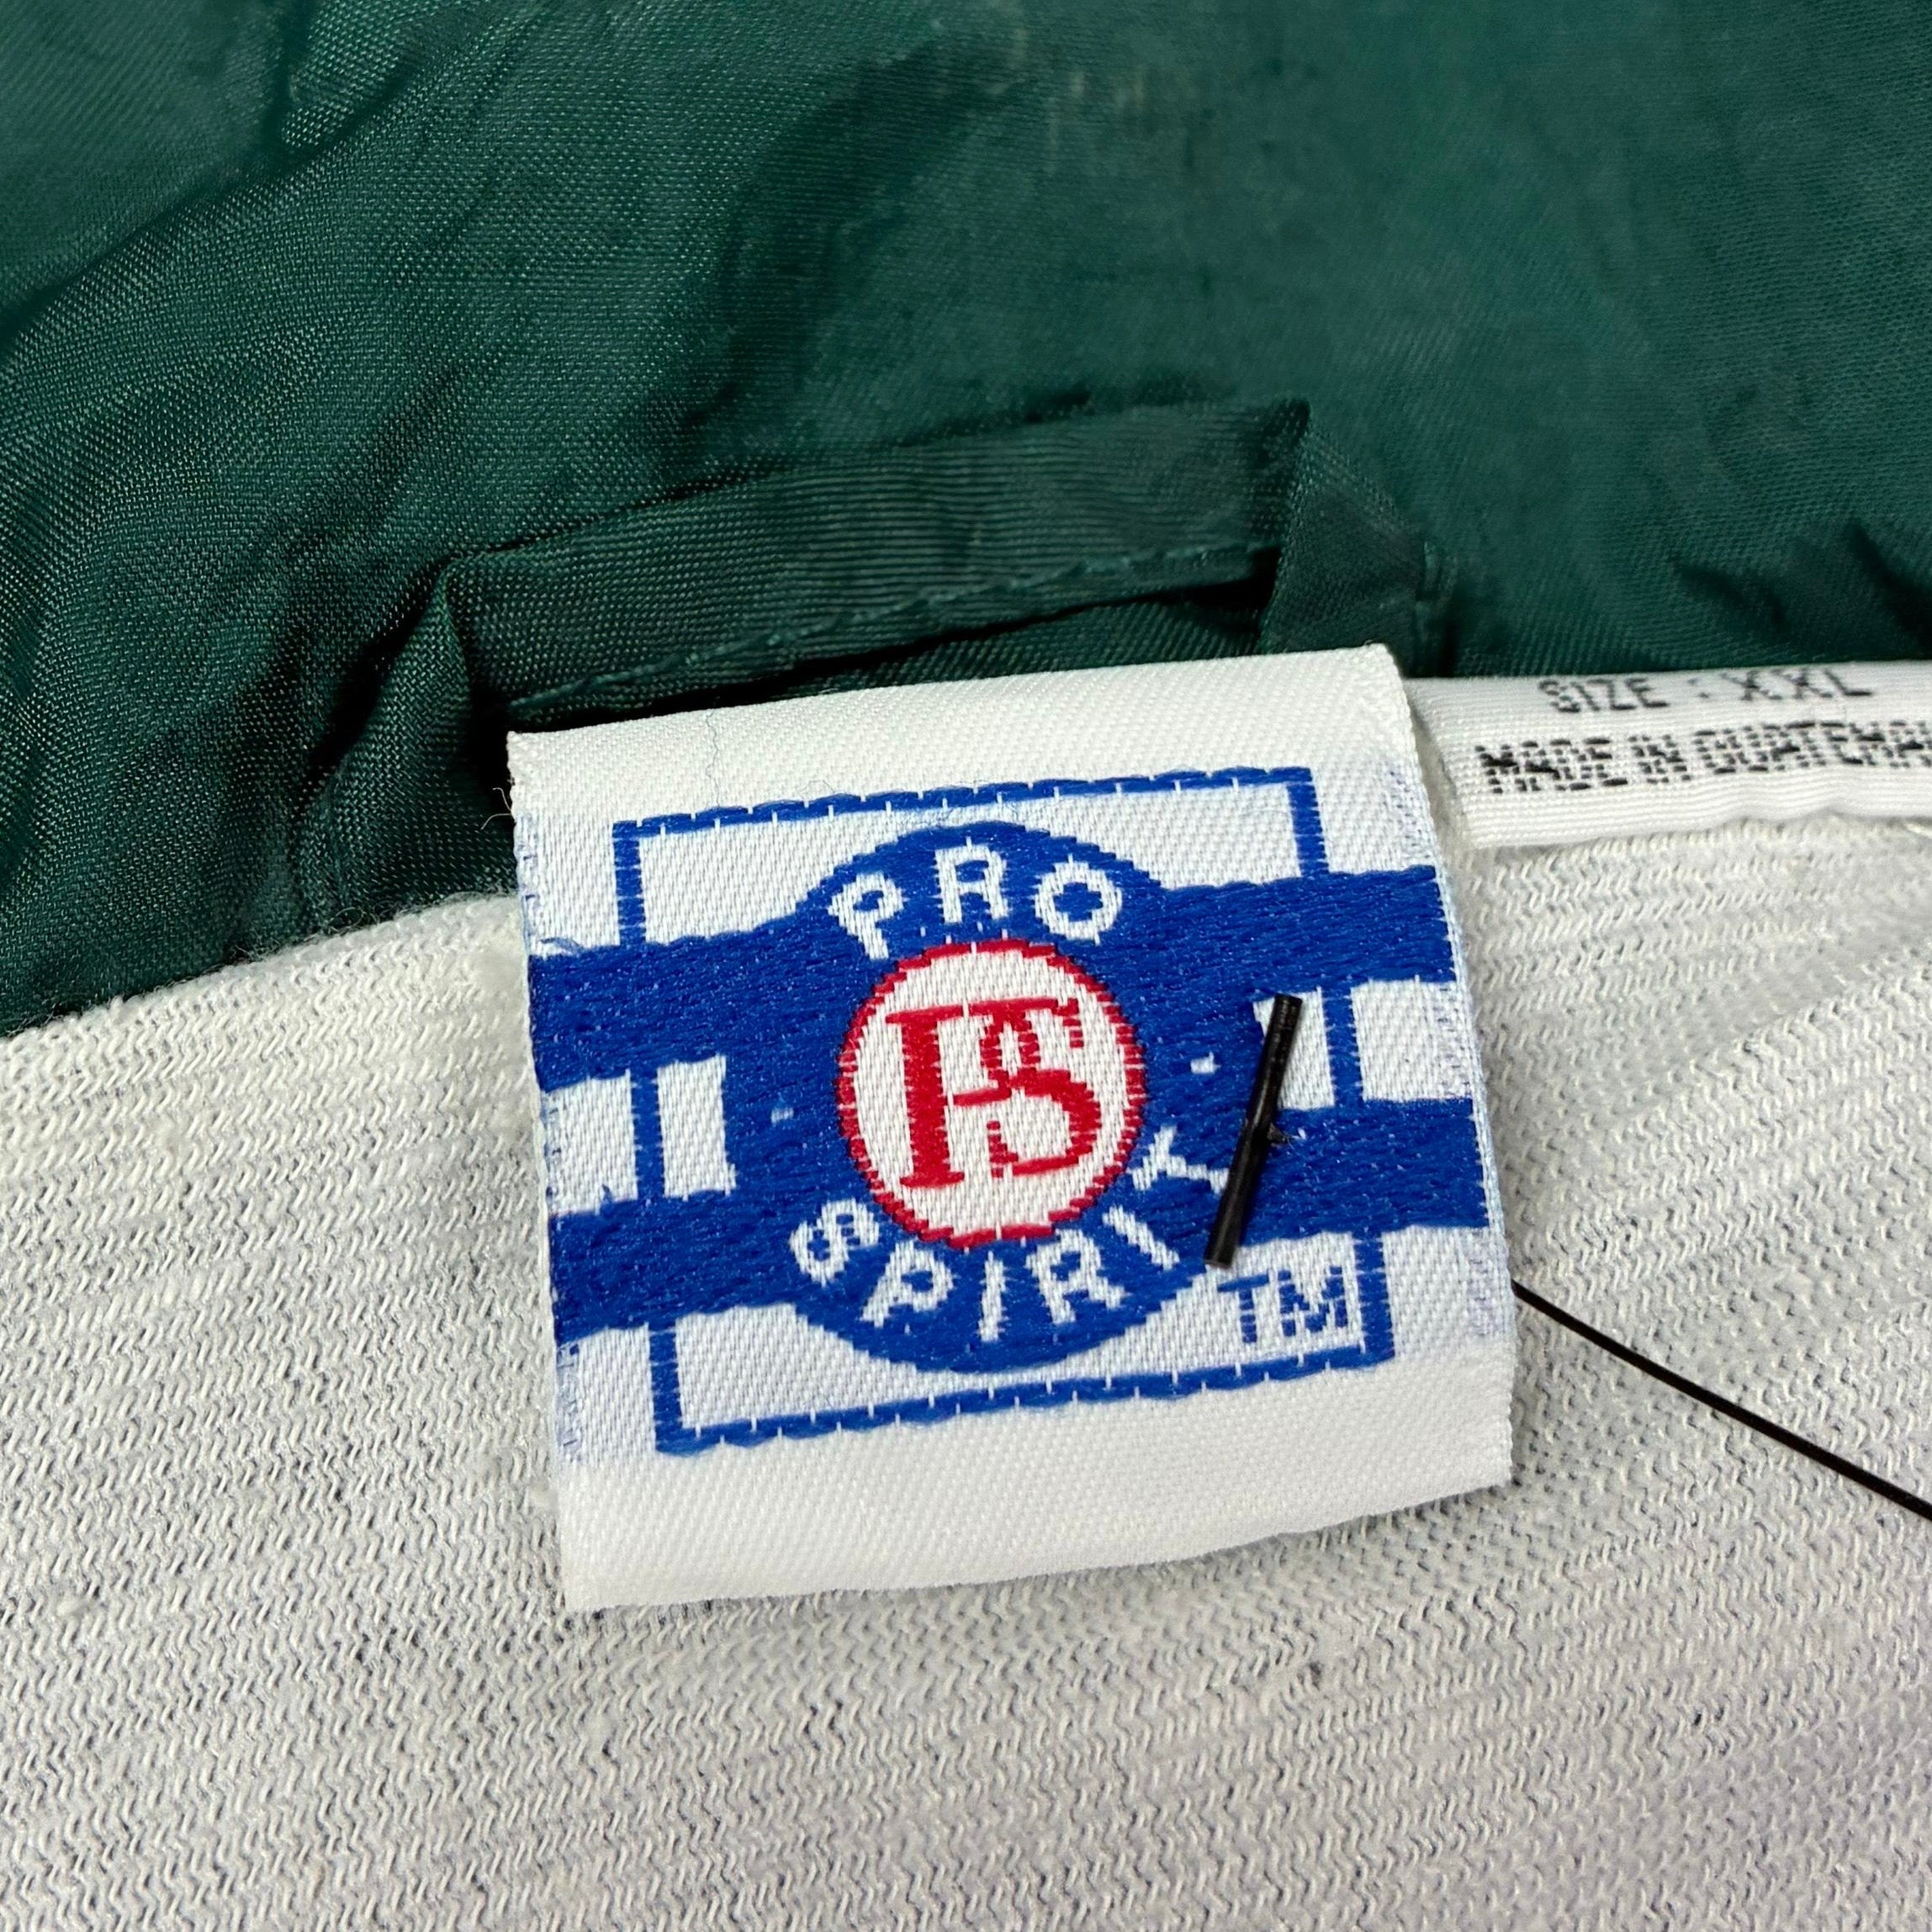 SIZE : XXL
MADE IN GUATEMA
PRO
PS
SPIRIT
TM